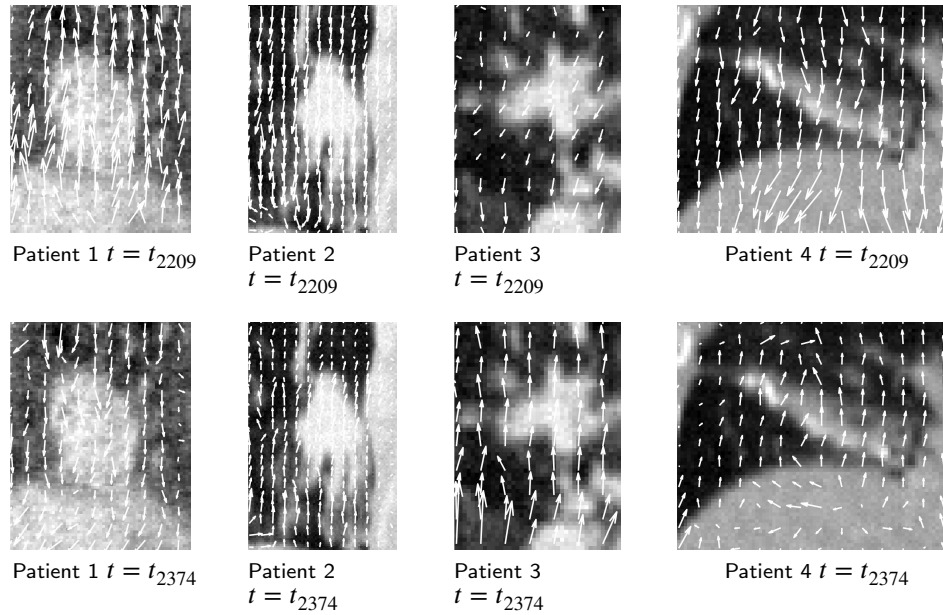 Patient 1 t = t2209
Patient 2
t = t2209
Patient 3
t = t2209
Patient 4 t = t2209
Patient 1 t = t2374
Patient 2
t = t2374
Patient 3
t = t2374
Patient 4 t = t2374